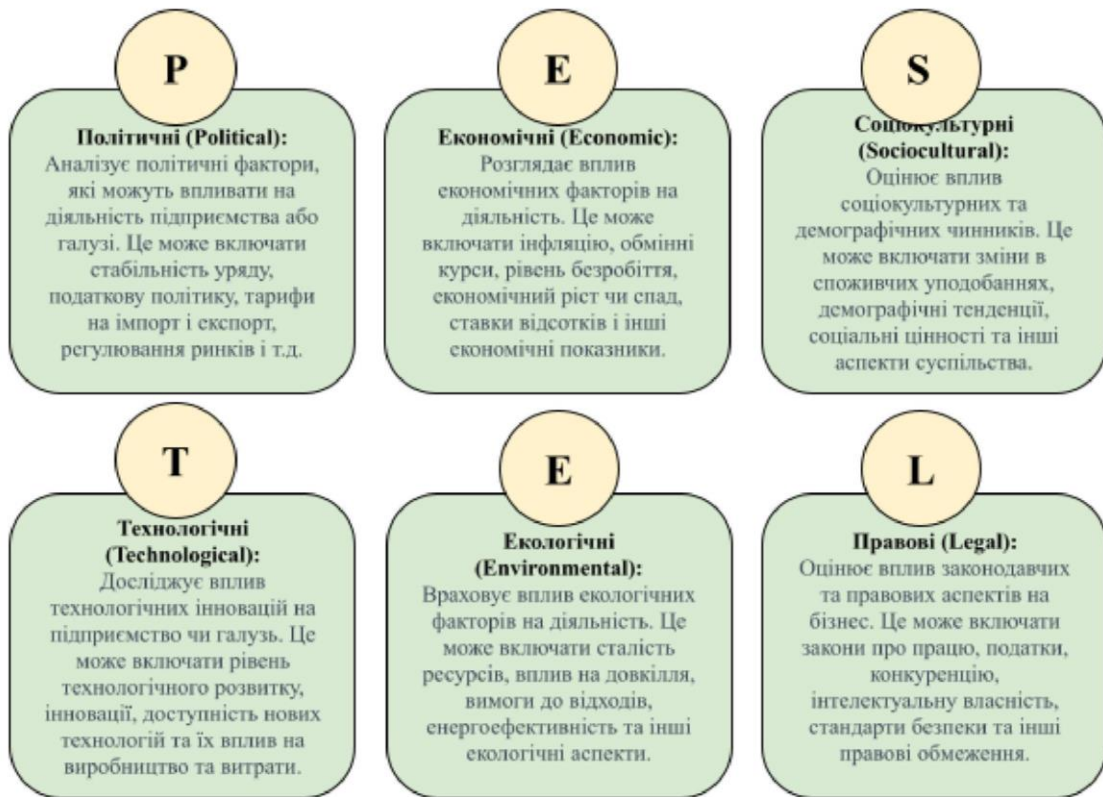 P
Політичні (Political):
Аналізує політичні фактори,
які можуть впливати на
діяльність підприємства або
галузі. Це може включати
стабільність уряду,
податкову політику, тарифи
на імпорт і експорт,
регулювання ринків і т.д.
E
Економічні (Economic):
Розглядає вплив
економічних факторів на
діяльність. Це може
включати інфляцію, обмінні
курси, рівень безробіття,
економічний ріст чи спад,
ставки відсотків і інші
економічні показники.
S
Соціокультурні
(Sociocultural):
Оцінює вплив
соціокультурних та
демографічних чинників. Це
може включати зміни в
споживчих уподобаннях,
демографічні тенденції,
соціальні цінності та інші
аспекти суспільства.
T
Технологічні
(Technological):
Досліджує вплив
технологічних інновацій на
підприємство чи галузь. Це
може включати рівень
технологічного розвитку,
інновації, доступність нових
технологій та їх вплив на
виробництво та витрати.
E
Екологічні
(Environmental):
Враховує вплив екологічних
факторів на діяльність. Це
може включати сталість
ресурсів, вплив на довкілля,
вимоги до відходів,
енергоефективність та інші
екологічні аспекти.
L
Правові (Legal):
Оцінює вплив законодавчих
та правових аспектів на
бізнес. Це може включати
закони про працю, податки,
конкуренцію,
інтелектуальну власність,
стандарти безпеки та інші
правові обмеження.